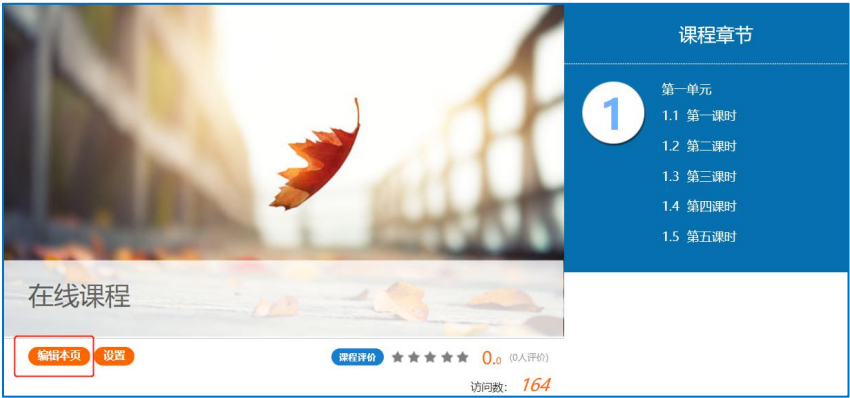 在线课程
编辑本页 设置
课程评价 0.0 (0人评价)
访问数: 164
课程章节
1
第一单元
1.1 第一课时
1.2 第二课时
1.3 第三课时
1.4 第四课时
1.5 第五课时